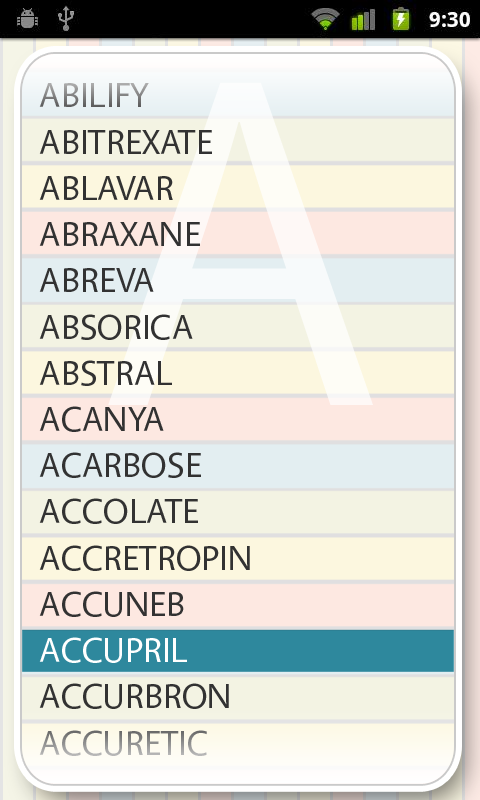 9:30
A
ABILIFY
ABITREXATE
ABLAVAR
ABRAXANE
ABREVA
ABSORICA
ABSTRAL
ACANYA
ACARBOSE
ACCOLATE
ACCRETROPIN
ACCUNEB
ACCUPRIL
ACCURBRON
ACCURETIC